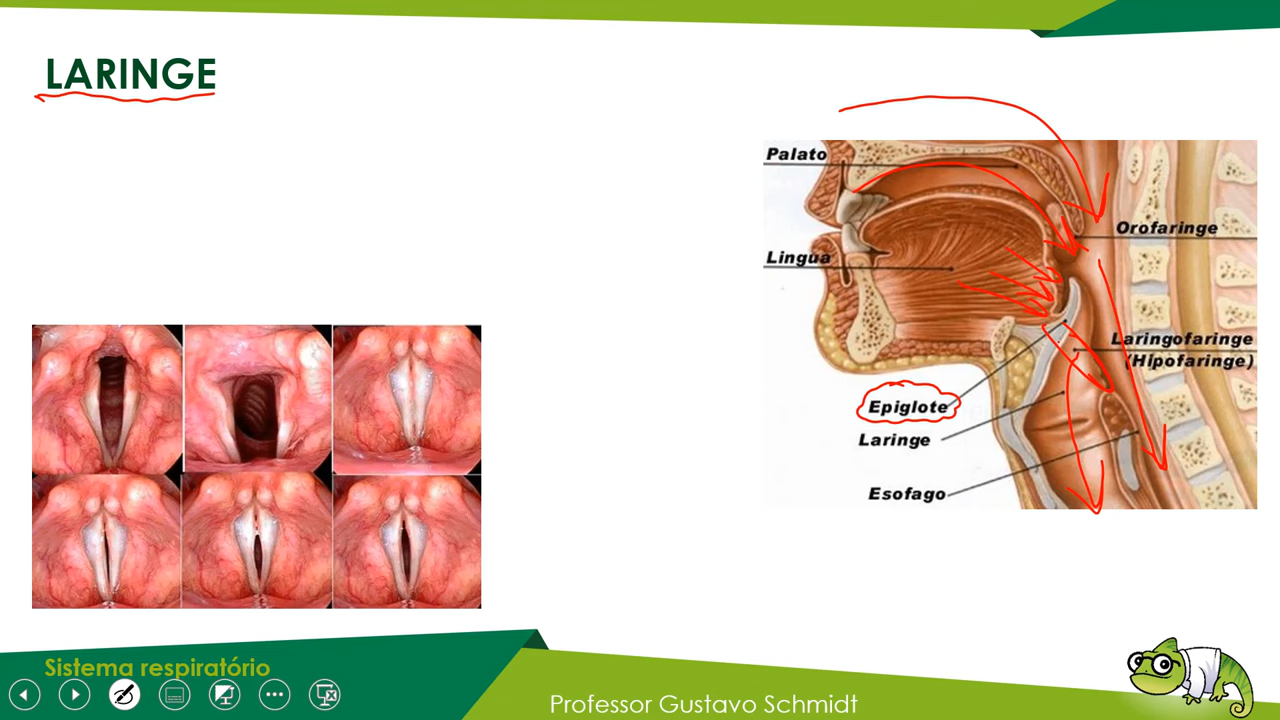 LARINGE
Palato
Orofaringe
Lingua
Laringofaringe
(Hipofaringe)
Epiglote
Laringe
Esofago
Sistema respiratório
Professor Gustavo Schmidt